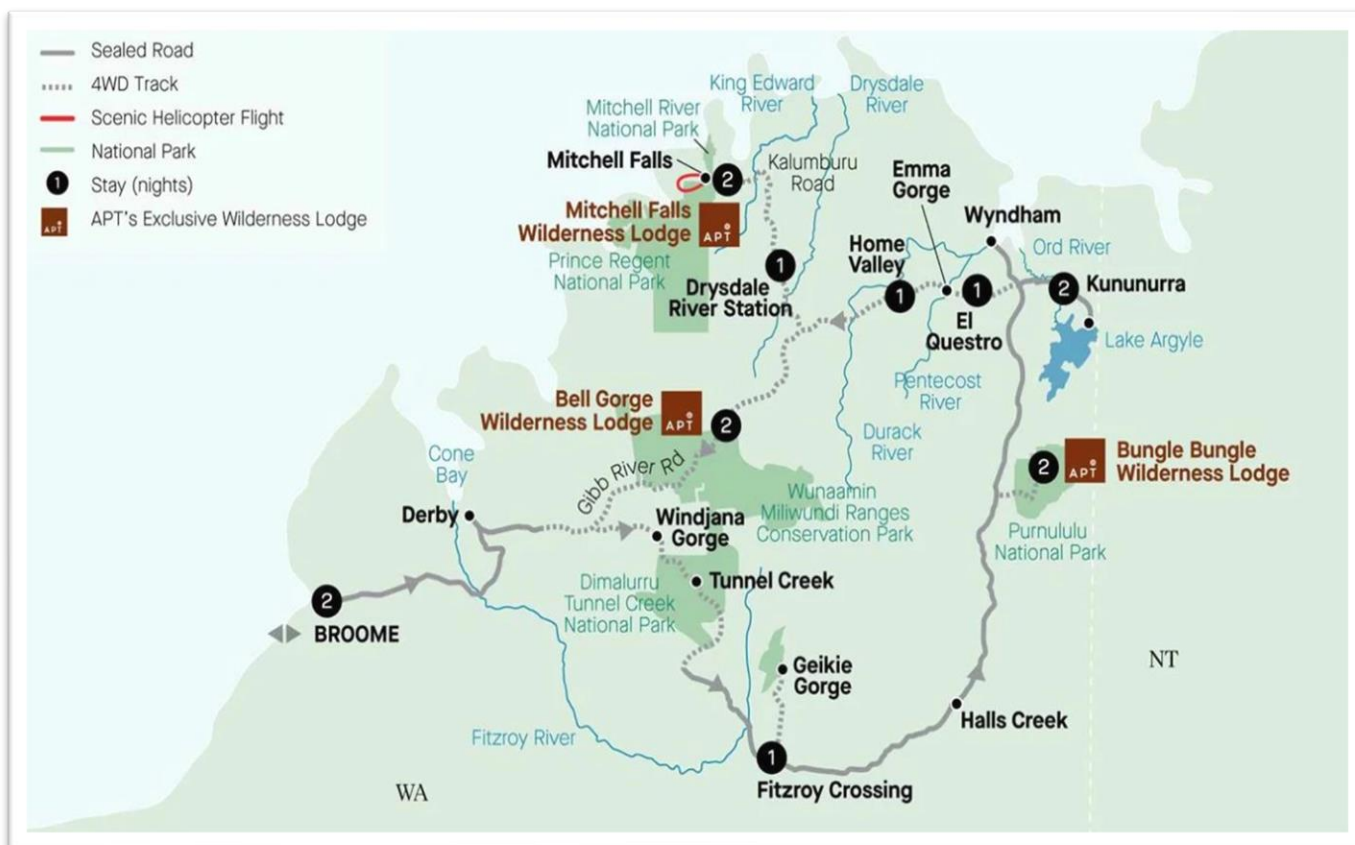 Sealed Road
4WD Track
Scenic Helicopter Flight
National Park
1
Stay (nights)
APT
APT's Exclusive Wilderness Lodge
King Edward
River
Drysdale
River
Mitchell River
National Park
Mitchell Falls
2
Kalumburu
Road
Emma
Gorge
Mitchell Falls
Wilderness Lodge
APT
Wyndham
Prince Regent
National Park
1
Drysdale
River Station
Home
Valley
1
1
El
Questro
Ord River
2
Kununurra
Lake Argyle
Pentecost
River
Durack
River
Bell Gorge
Wilderness Lodge
APT
2
Gibb River Rd
Cone
Bay
Derby
Windjana
Gorge
Wunaamin
Miliwundi Ranges
Conservation Park
2
APT
Bungle Bungle
Wilderness Lodge
Purnululu
National Park
Tunnel Creek
Dimalurru
Tunnel Creek
National Park
2
BROOME
Geikie
Gorge
NT
Halls Creek
Fitzroy River
1
Fitzroy Crossing
WA